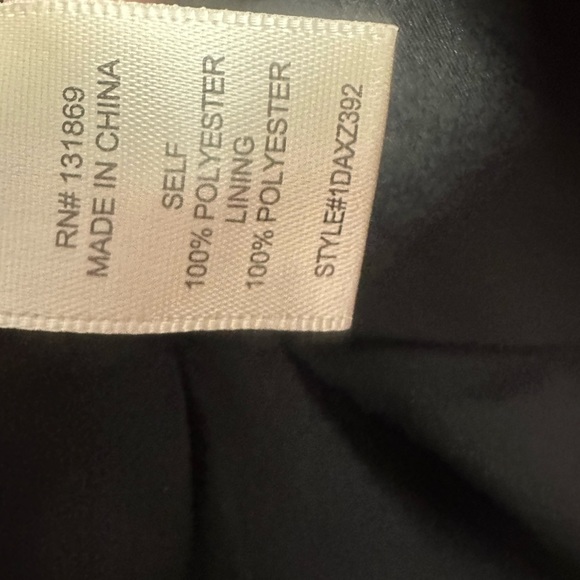 RN# 131869
MADE IN CHINA
SELF
100% POLYESTER
LINING
100% POLYESTER
STYLE#1DAXZ392